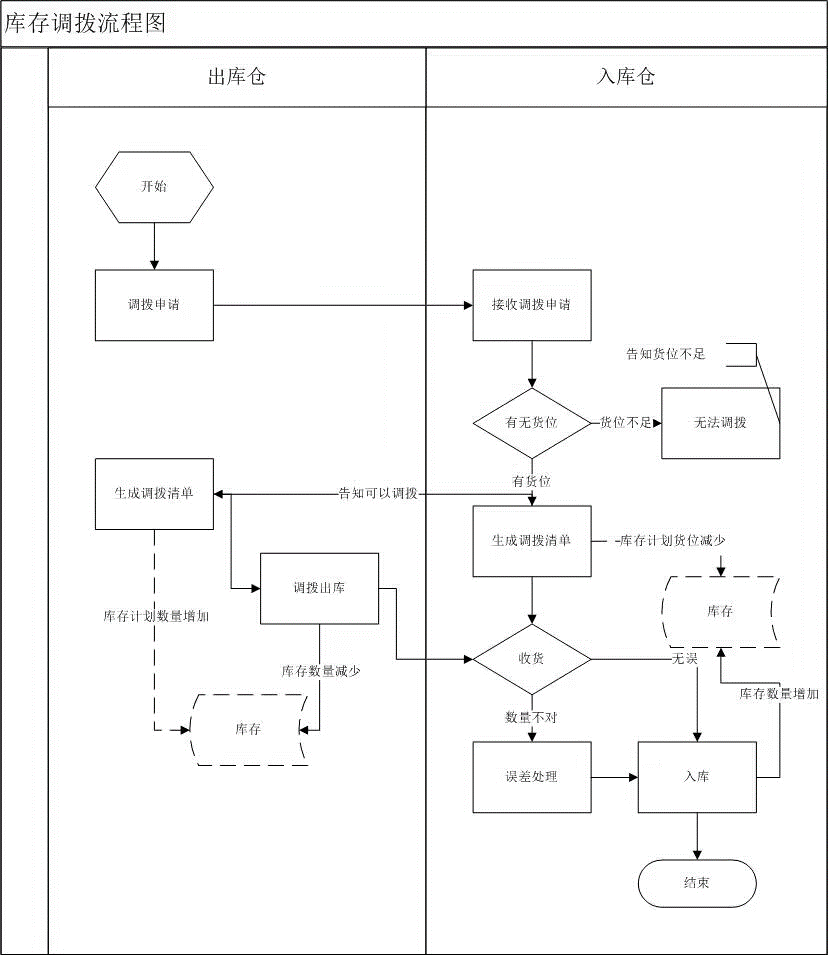 库存调拨流程图
出库仓
入库仓
开始
调拨申请
接收调拨申请
告知货位不足
有无货位
货位不足
无法调拨
有货位
生成调拨清单
告知可以调拨
生成调拨清单
库存计划货位减少
调拨出库
库存计划数量增加
库存
收货
无误
库存数量减少
库存数量增加
数量不对
库存
误差处理
入库
结束